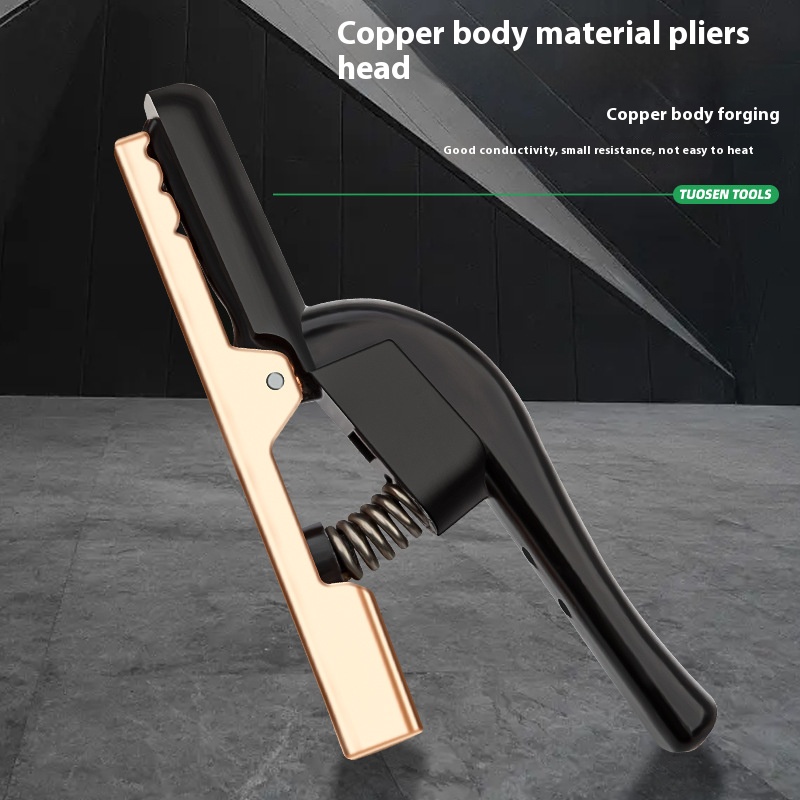 Copper body material pliers
head
Copper body forging
Good conductivity, small resistance, not easy to heat
TUOSEN TOOLS